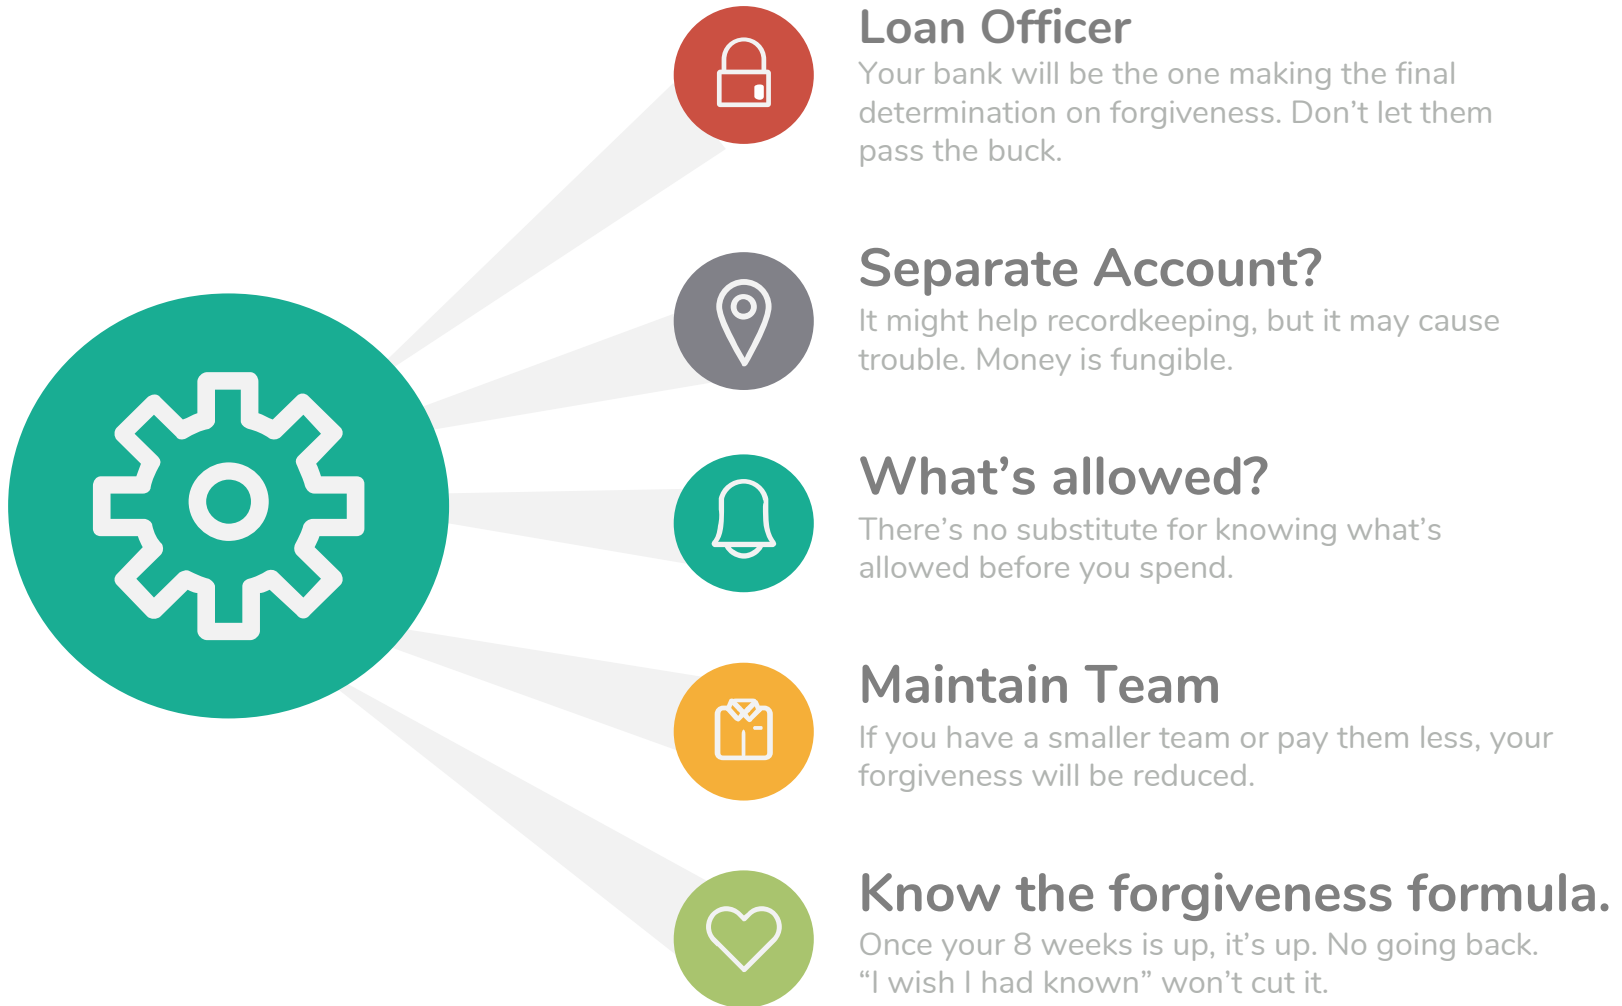 Loan Officer
Your bank will be the one making the final
determination on forgiveness. Don’t let them
pass the buck.
Separate Account?
It might help recordkeeping, but it may cause
trouble. Money is fungible.
What’s allowed?
There’s no substitute for knowing what’s
allowed before you spend.
Maintain Team
If you have a smaller team or pay them less, your
forgiveness will be reduced.
Know the forgiveness formula.
Once your 8 weeks is up, it’s up. No going back.
“I wish I had known” won’t cut it.